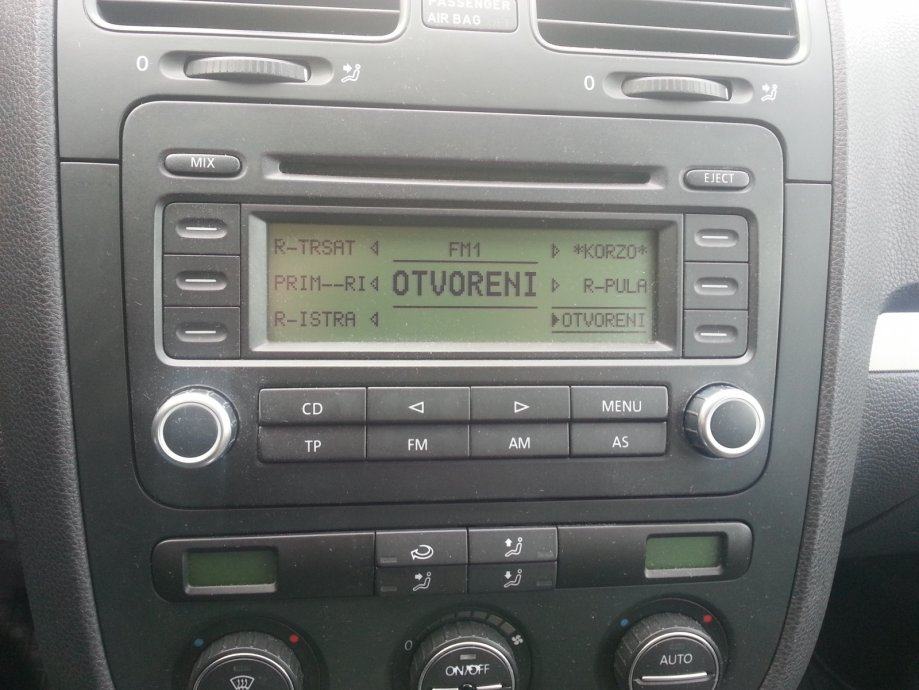 PASSENGER
AIR BAG
0
0
MIX
EJECT
R-TRSAT FM1 *KORZO*
PRIM--RI OTVORENI R-PULA
R-ISTRA OTVORENI
CD MENU
TP FM AM AS
0
ON/OFF
AUTO